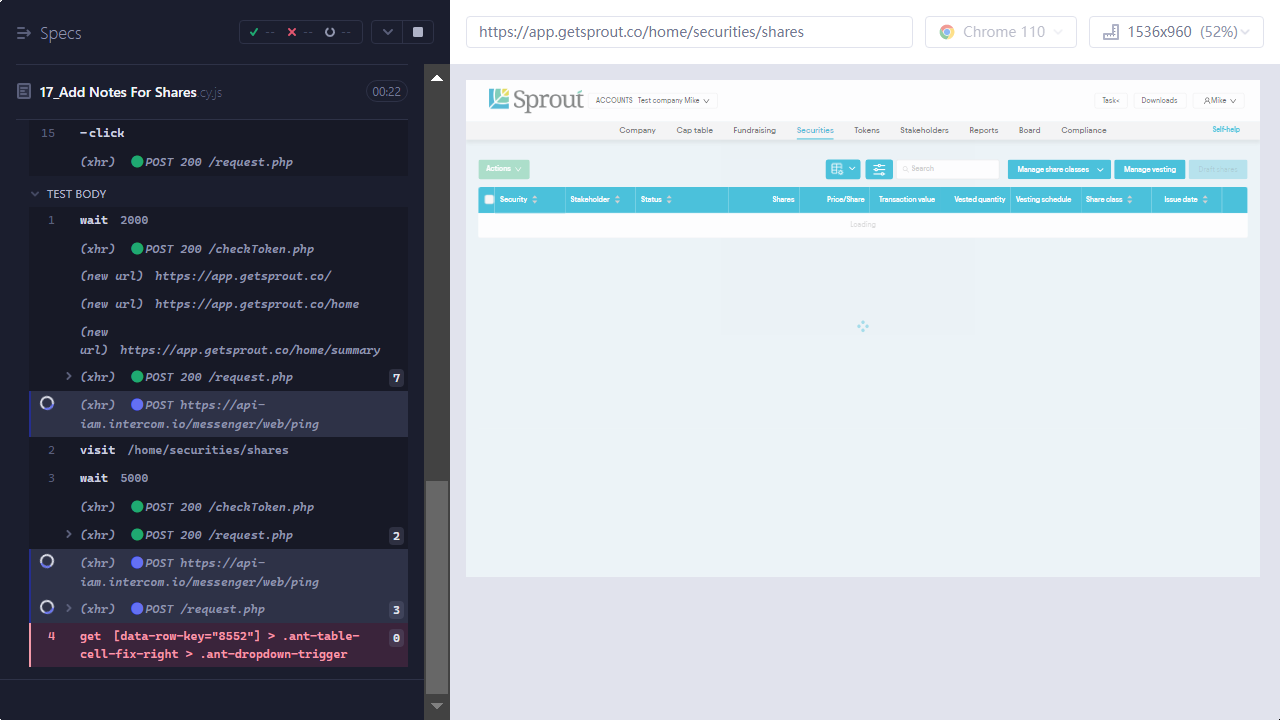 Specs
--
--
--
17_Add Notes For Shares.cy.js
00:22
15 -click
(xhr) POST 200 /request.php
TEST BODY
1 wait 2000
(xhr) POST 200 /checkToken.php
(new url) https://app.getsprout.co/
(new url) https://app.getsprout.co/home
(new
url) https://app.getsprout.co/home/summary
(xhr) POST 200 /request.php 7
(xhr) POST https://api-
iam.intercom.io/messenger/web/ping
2 visit /home/securities/shares
3 wait 5000
(xhr) POST 200 /checkToken.php
(xhr) POST 200 /request.php 2
(xhr) POST https://api-
iam.intercom.io/messenger/web/ping
(xhr) POST /request.php 3
4 get [data-row-key="8552"] > .ant-table- 0
cell-fix-right > .ant-dropdown-trigger
https://app.getsprout.co/home/securities/shares
Chrome 110
1536x960 (52%)
Sprout
ACCOUNTS Test company Mike
Task<
Downloads
Mike
Company Cap table Fundraising Securities Tokens Stakeholders Reports Board Compliance
Self-help
Actions
Search
Manage share classes
Manage vesting
Security Stakeholder Status Shares Price/Share Transaction value Vested quantity Vesting schedule Share class Issue date
Loading